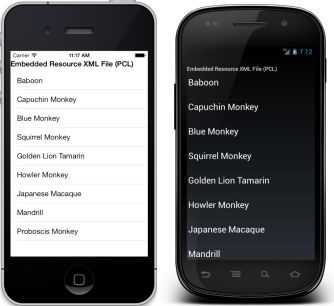 Carrier 11:17 AM
Embedded Resource XML File (PCL)
Baboon
Capuchin Monkey
Blue Monkey
Squirrel Monkey
Golden Lion Tamarin
Howler Monkey
Japanese Macaque
Mandrill
Proboscis Monkey
7:12
Embedded Resource XML File (PCL)
Baboon
Capuchin Monkey
Blue Monkey
Squirrel Monkey
Golden Lion Tamarin
Howler Monkey
Japanese Macaque
Mandrill